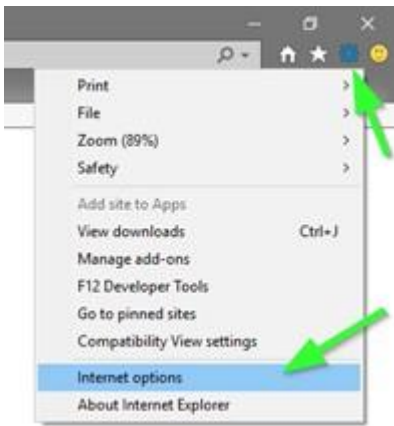 Print
File
Zoom (89%)
Safety
Add site to Apps
View downloads Ctrl+J
Manage add-ons
F12 Developer Tools
Go to pinned sites
Compatibility View settings
Internet options
About Internet Explorer